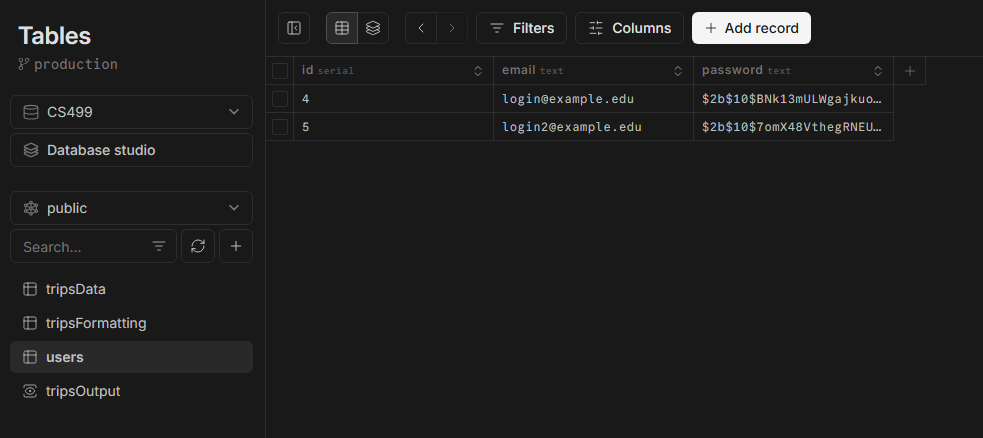 Tables
production
CS499
Database studio
public
Search...
tripsData
tripsFormatting
users
tripsOutput
Filters
Columns
+ Add record
id serial
email text
password text
4
login@example.edu
$2b$10$BNk13mULWgajkuo…
5
login2@example.edu
$2b$10$7omX48VthegRNEU…